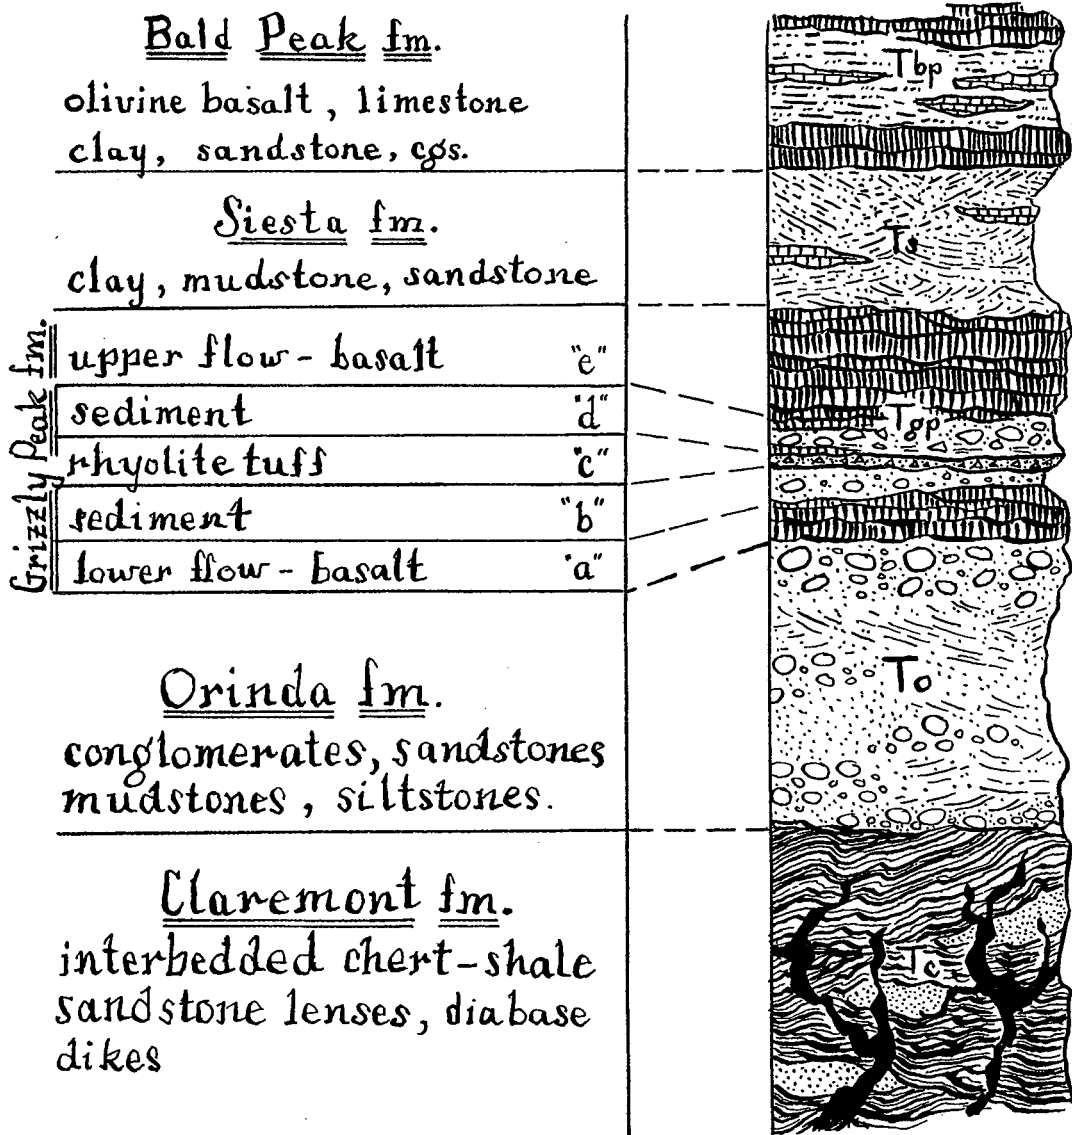 Bald Peak fm.
olivine basalt, limestone
clay, sandstone, cgs.
Tbp
Siesta fm.
clay, mudstone, sandstone
Ts
Grizzly Peak fm.
upper flow - basalt "e"
sediment "d"
rhyolite tuff "c"
sediment "b"
lower flow - basalt "a"
Tgp
Orinda fm.
conglomerates, sandstones
mudstones, siltstones.
To
Claremont fm.
interbedded chert-shale
sandstone lenses, diabase
dikes
Tc